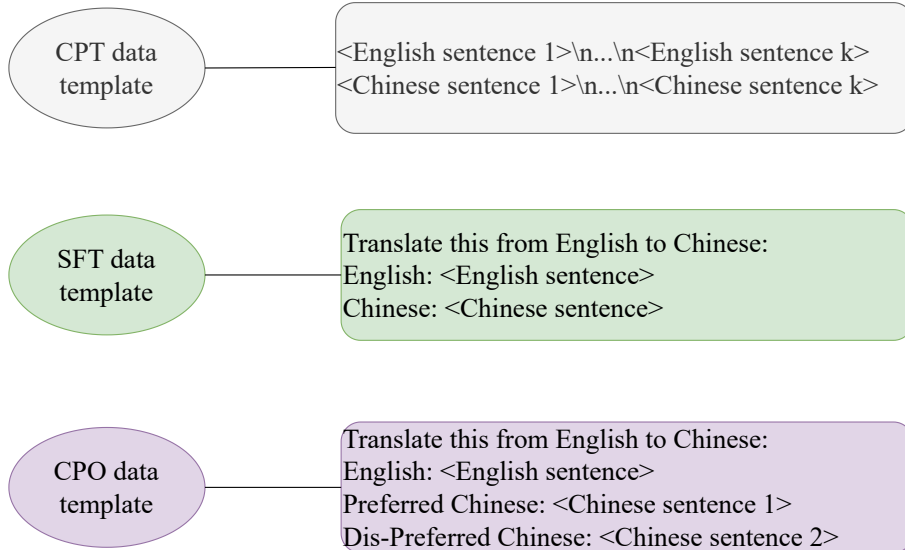 CPT data
template
<English sentence 1>\n...\n<English sentence k>
<Chinese sentence 1>\n...\n<Chinese sentence k>
SFT data
template
Translate this from English to Chinese:
English: <English sentence>
Chinese: <Chinese sentence>
CPO data
template
Translate this from English to Chinese:
English: <English sentence>
Preferred Chinese: <Chinese sentence 1>
Dis-Preferred Chinese: <Chinese sentence 2>